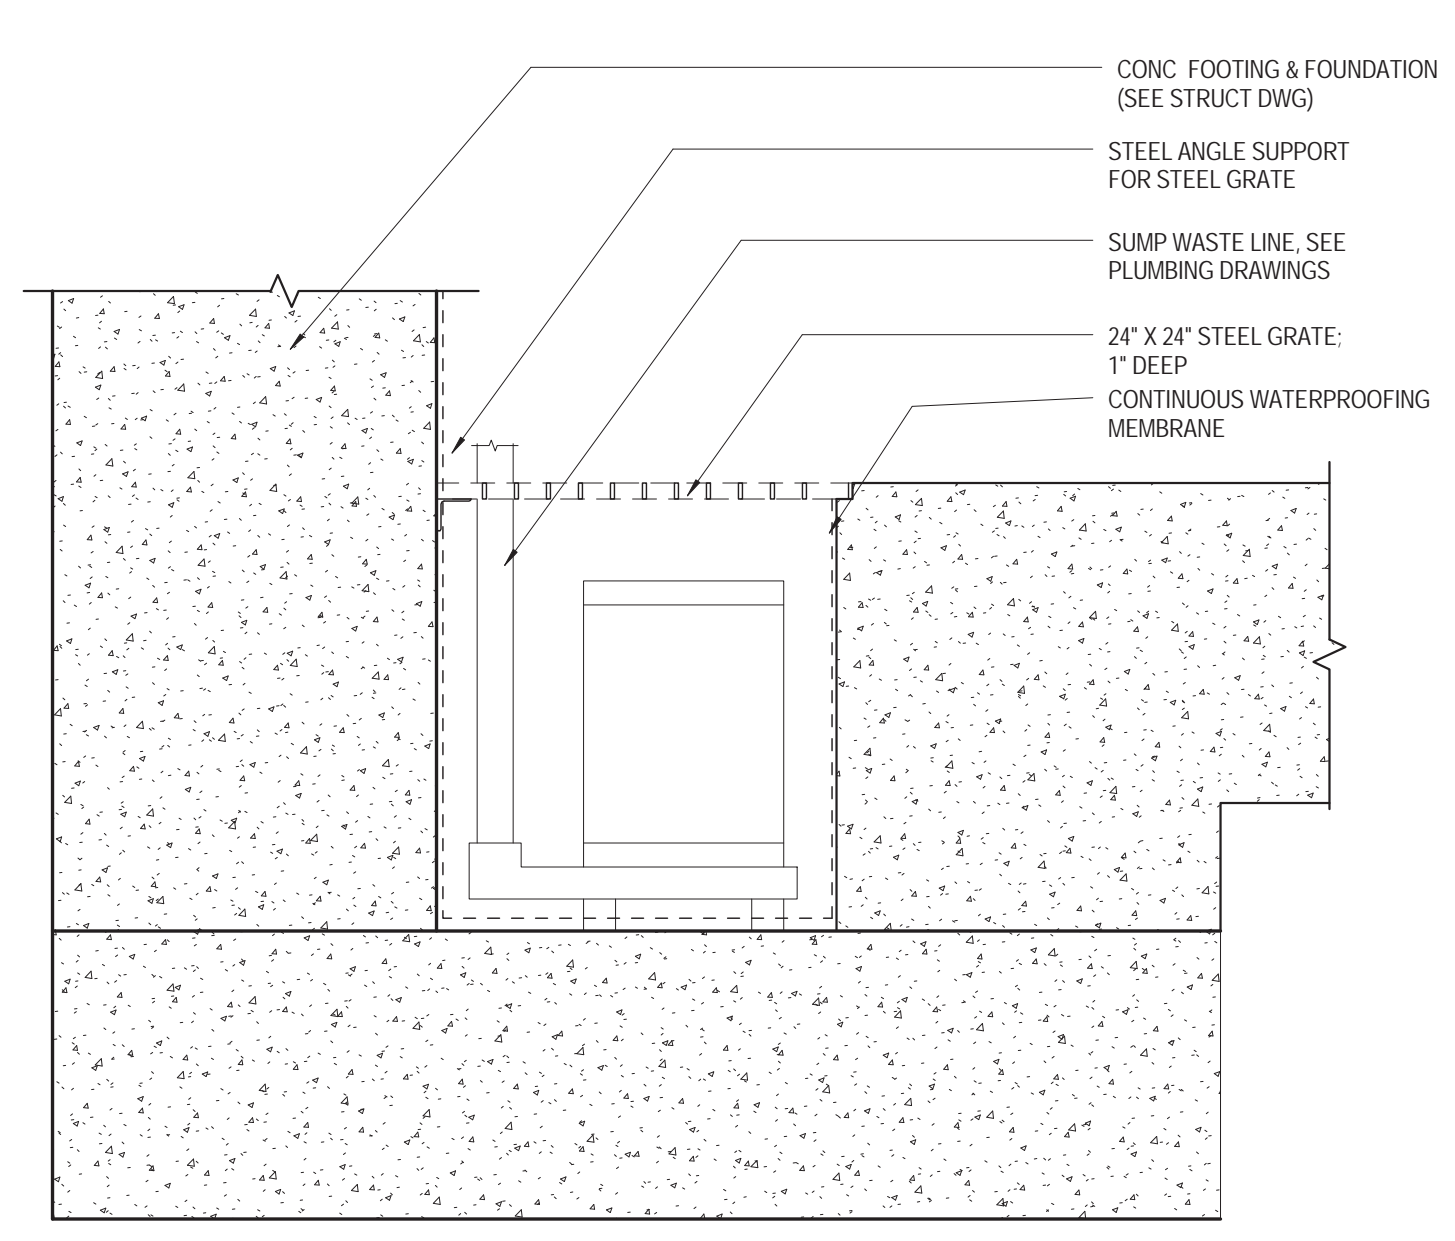 CONC FOOTING & FOUNDATION
(SEE STRUCT DWG)
STEEL ANGLE SUPPORT
FOR STEEL GRATE
SUMP WASTE LINE, SEE
PLUMBING DRAWINGS
24" X 24" STEEL GRATE;
1" DEEP
CONTINUOUS WATERPROOFING
MEMBRANE